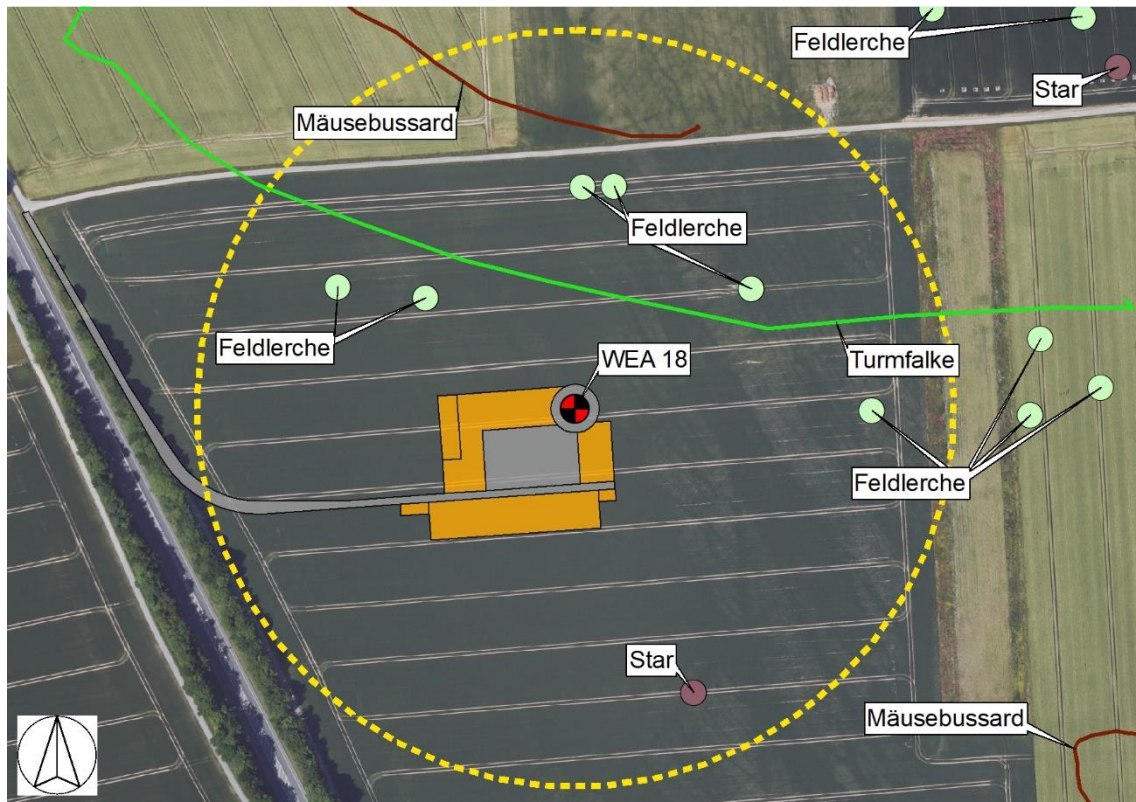 Feldlerche
Star
Mäusebussard
Feldlerche
Feldlerche
WEA 18
Turmfalke
Feldlerche
Star
Mäusebussard